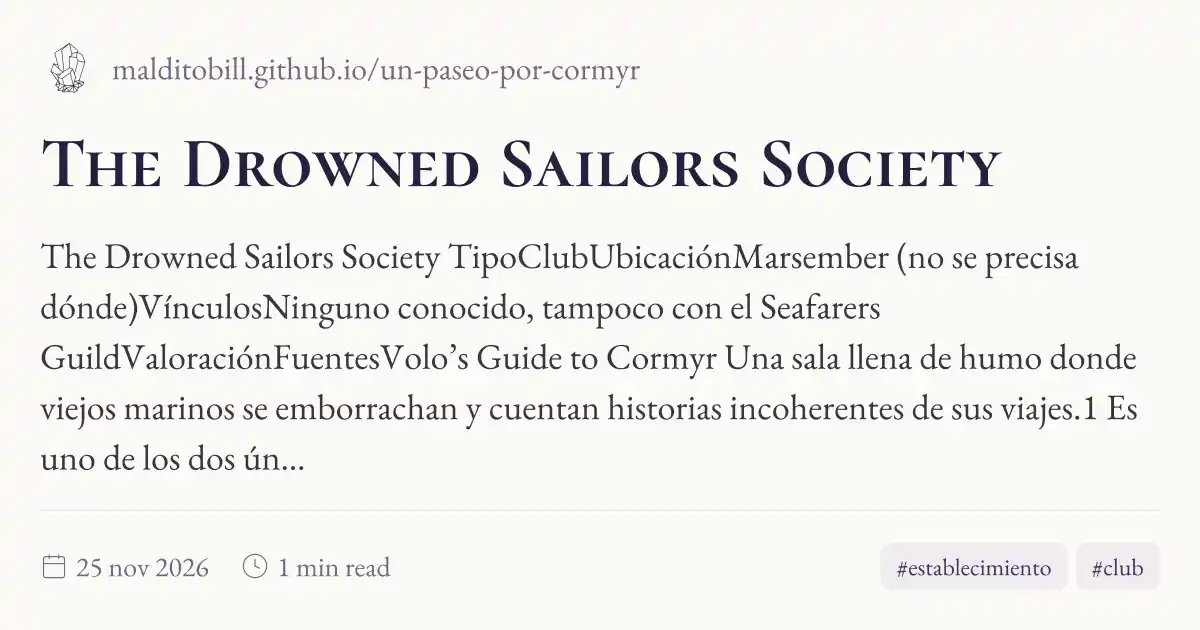 malditobill.github.io/un-paseo-por-cormyr
The Drowned Sailors Society
The Drowned Sailors Society TipoClubUbicaciónMarsember (no se precisa
dónde)VínculosNinguno conocido, tampoco con el Seafarers
GuildValoraciónFuentesVolo’s Guide to Cormyr Una sala llena de humo donde
viejos marinos se emborrachan y cuentan historias incoherentes de sus viajes.1 Es
uno de los dos ún...
25 nov 2026 1 min read #establecimiento #club